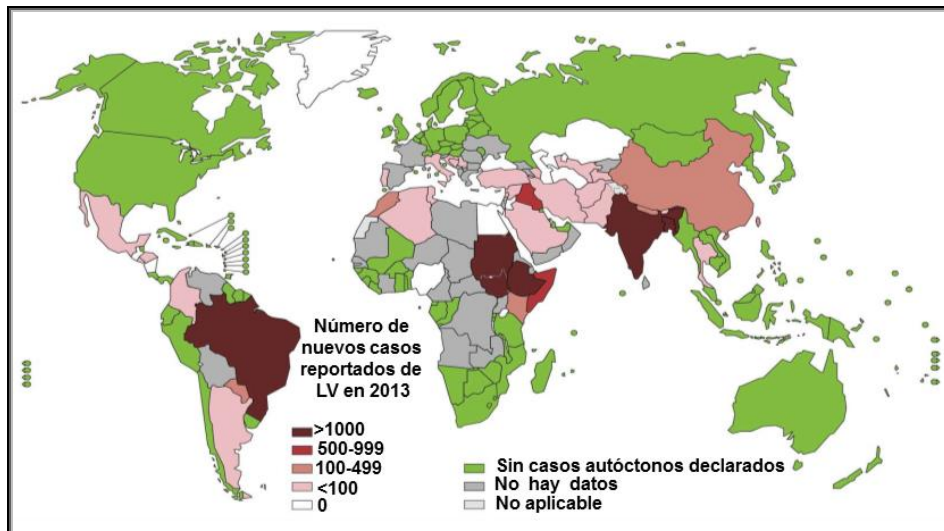 Número de
nuevos casos
reportados de
LV en 2013
>1000
500-999
100-499
<100
0
Sin casos autóctonos declarados
No hay datos
No aplicable